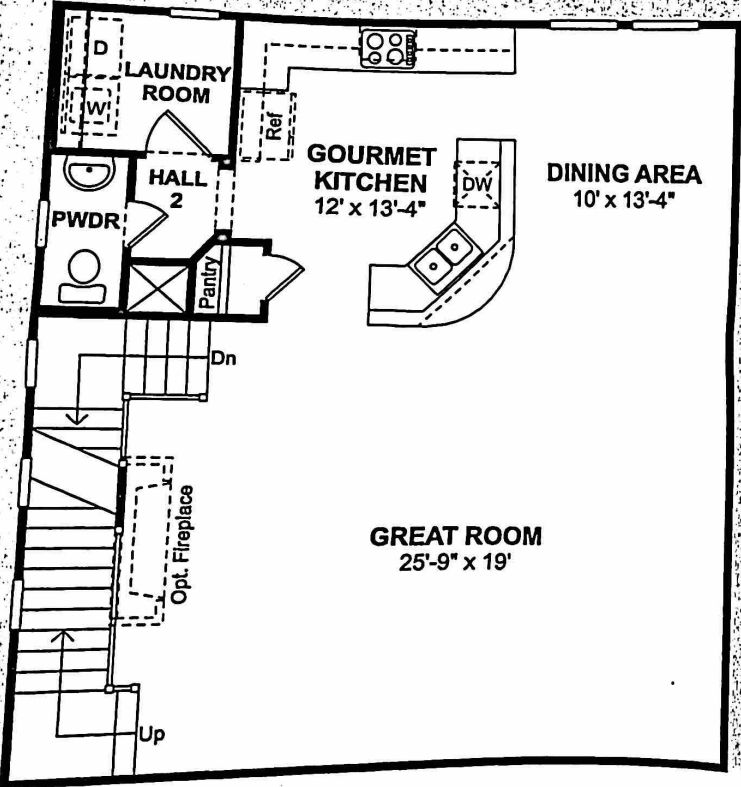 D
LAUNDRY
ROOM
W
Ref
GOURMET
KITCHEN
12' x 13'-4"
DW
DINING AREA
10' x 13'-4"
HALL
2
PWDR
Pantry
Dn
Opt. Fireplace
GREAT ROOM
25'-9" x 19'
Up